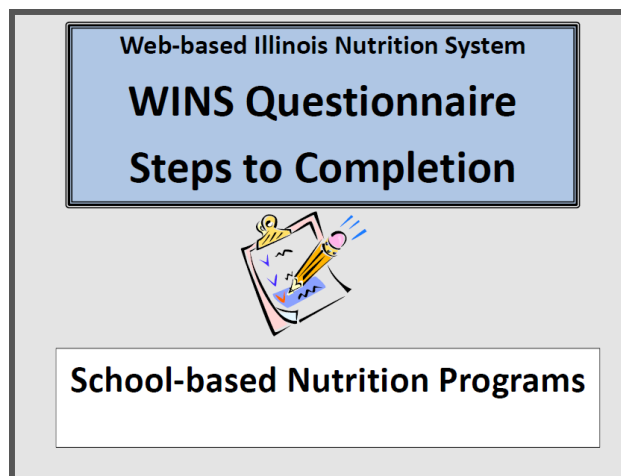 Web-based Illinois Nutrition System
WINS Questionnaire
Steps to Completion
School-based Nutrition Programs